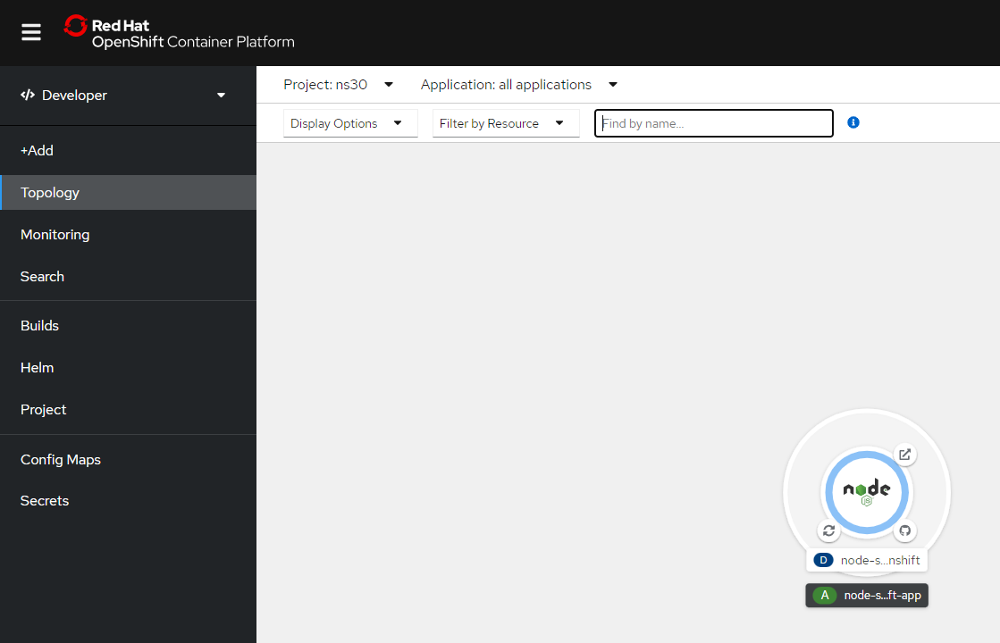 Red Hat
OpenShift Container Platform
Developer
Project: ns30
Application: all applications
Display Options
Filter by Resource
Find by name...
+Add
Topology
Monitoring
Search
Builds
Helm
Project
Config Maps
Secrets
node
JS
D node-s...nshift
A node-s...ft-app